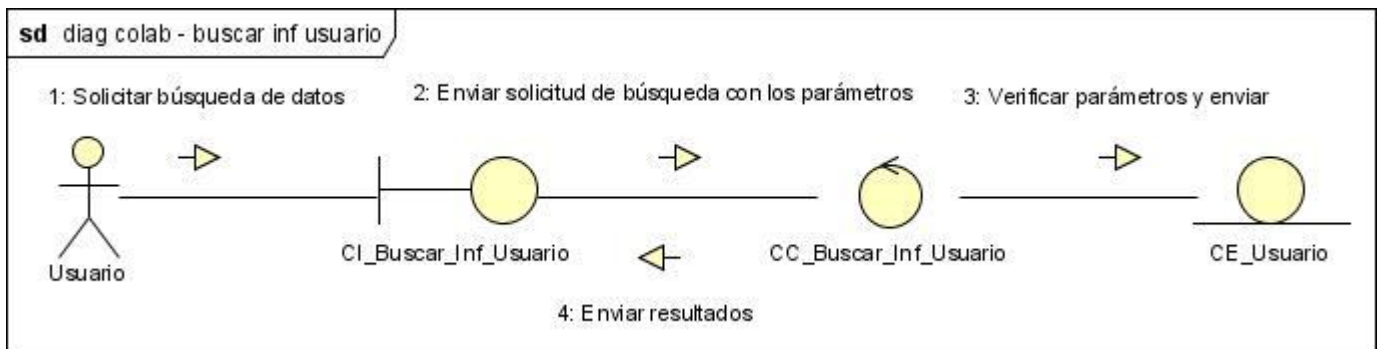 sd diag colab - buscar inf usuario
1: Solicitar búsqueda de datos
2: Enviar solicitud de búsqueda con los parámetros
3: Verificar parámetros y enviar
Usuario
CI_Buscar_Inf_Usuario
CC_Buscar_Inf_Usuario
CE_Usuario
4: Enviar resultados